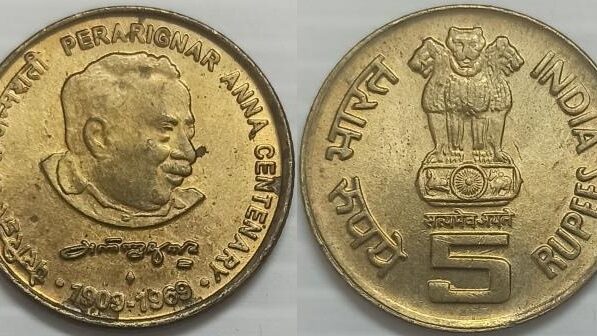 PERARIGNAR ANNA CENTENARY
1909-1969
भारत
INDIA
सत्यमेव जयते
रुपये
5
RUPEES